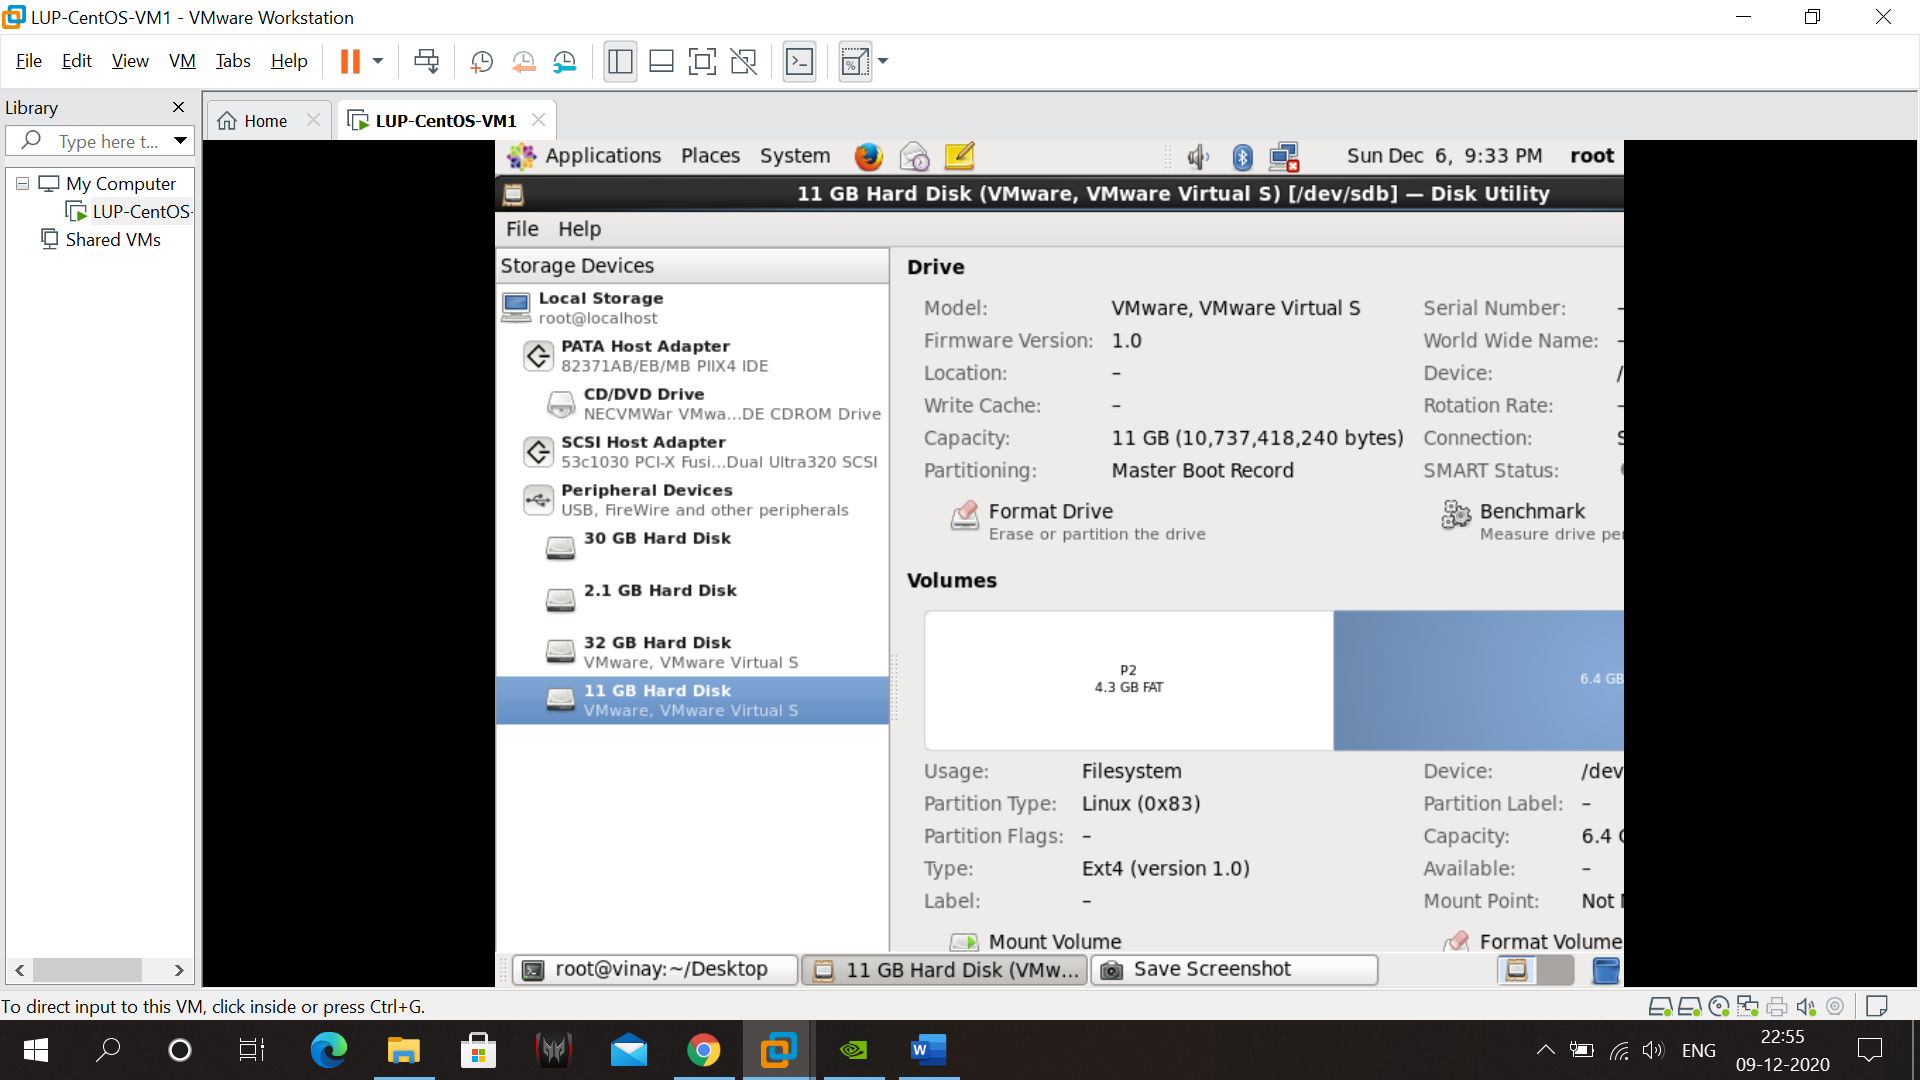 LUP-CentOS-VM1 - VMware Workstation
File Edit View VM Tabs Help
Library
Type here t...
My Computer
LUP-CentOS-
Shared VMs
Home
LUP-CentOS-VM1
Applications Places System
Sun Dec 6, 9:33 PM root
11 GB Hard Disk (VMware, VMware Virtual S) [/dev/sdb] — Disk Utility
File Help
Storage Devices
Local Storage
root@localhost
PATA Host Adapter
82371AB/EB/MB PIIX4 IDE
CD/DVD Drive
NECVMWar VMwa...DE CDROM Drive
SCSI Host Adapter
53c1030 PCI-X Fusi...Dual Ultra320 SCSI
Peripheral Devices
USB, FireWire and other peripherals
30 GB Hard Disk
2.1 GB Hard Disk
32 GB Hard Disk
VMware, VMware Virtual S
11 GB Hard Disk
VMware, VMware Virtual S
Drive
Model: VMware, VMware Virtual S Serial Number: –
Firmware Version: 1.0 World Wide Name: –
Location: – Device: /
Write Cache: – Rotation Rate: –
Capacity: 11 GB (10,737,418,240 bytes) Connection: S
Partitioning: Master Boot Record SMART Status:
Format Drive
Erase or partition the drive
Benchmark
Measure drive per
Volumes
P2
4.3 GB FAT
6.4 GB
Usage: Filesystem Device: /dev
Partition Type: Linux (0x83) Partition Label: –
Partition Flags: – Capacity: 6.4 G
Type: Ext4 (version 1.0) Available: –
Label: – Mount Point: Not
Mount Volume Format Volume
root@vinay:~/Desktop
11 GB Hard Disk (VMw...
Save Screenshot
To direct input to this VM, click inside or press Ctrl+G.
ENG
22:55
09-12-2020